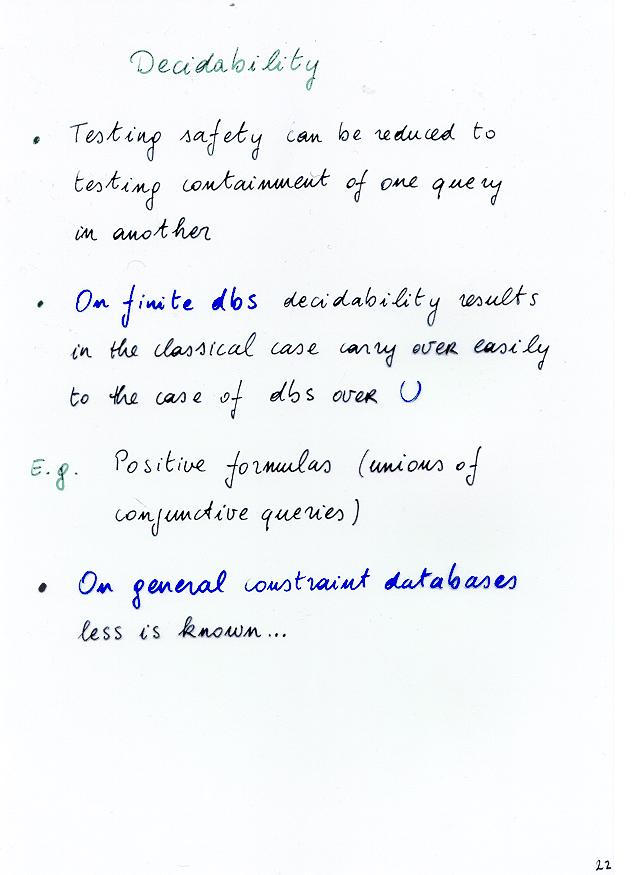 Decidability
• Testing safety can be reduced to
testing containment of one query
in another
• On finite dbs decidability results
in the classical case carry over easily
to the case of dbs over U
E.g. Positive formulas (unions of
conjunctive queries)
• On general constraint databases
less is known...
22